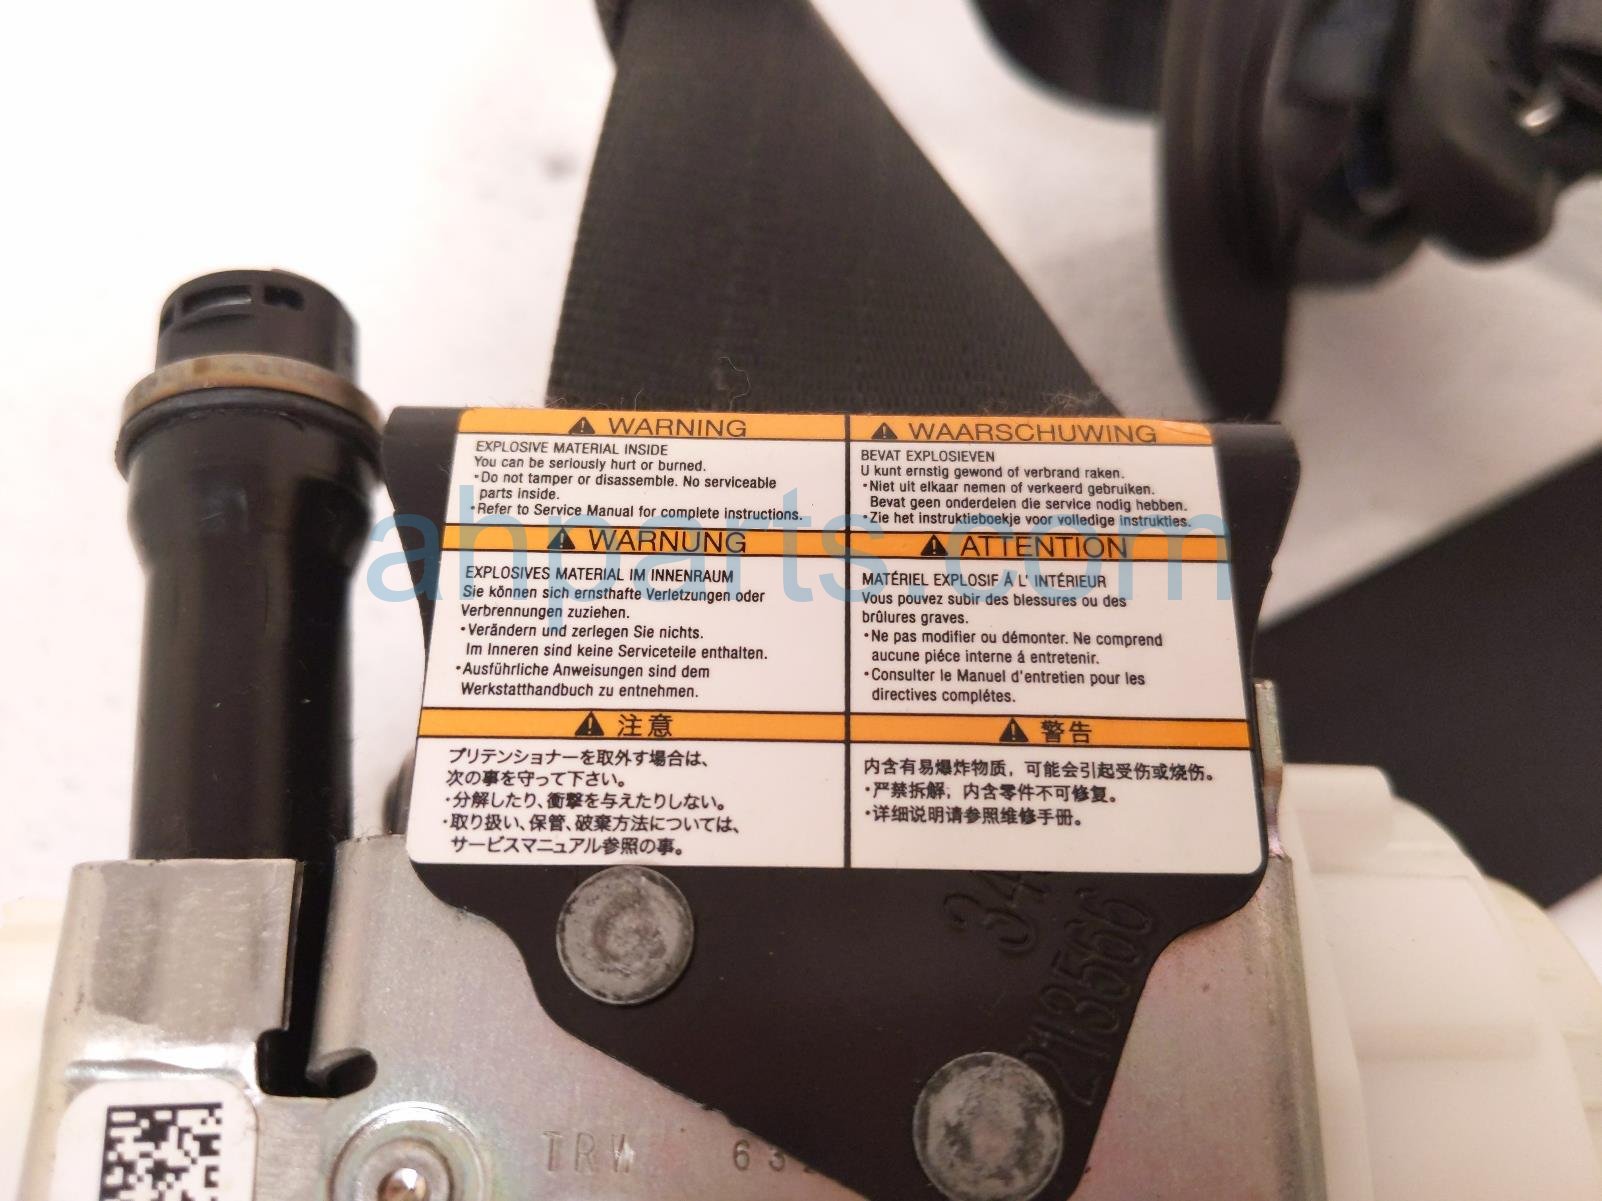 WARNING
EXPLOSIVE MATERIAL INSIDE
You can be seriously hurt or burned.
・Do not tamper or disassemble. No serviceable
parts inside.
・Refer to Service Manual for complete instructions.
WAARSCHUWING
BEVAT EXPLOSIEVEN
U kunt ernstig gewond of verbrand raken.
・Niet uit elkaar nemen of verkeerd gebruiken.
Bevat geen onderdelen die service nodig hebben.
・Zie het instruktieboekje voor volledige instrukties.
WARNUNG
EXPLOSIVES MATERIAL IM INNENRAUM
Sie können sich ernsthafte Verletzungen oder
Verbrennungen zuziehen.
・Verändern und zerlegen Sie nichts.
Im Inneren sind keine Serviceteile enthalten.
・Ausführliche Anweisungen sind dem
Werkstatthandbuch zu entnehmen.
ATTENTION
MATÉRIEL EXPLOSIF Á L' INTÉRIEUR
Vous pouvez subir des blessures ou des
brûlures graves.
・Ne pas modifier ou démonter. Ne comprend
aucune piéce interne á entretenir.
・Consulter le Manuel d'entretien pour les
directives complétes.
注意
プリテンショナーを取外す場合は、
次の事を守って下さい。
・分解したり、衝撃を与えたりしない。
・取り扱い、保管、破棄方法については、
サービスマニュアル参照の事。
警告
内含有易爆炸物质，可能会引起受伤或烧伤。
・严禁拆解，内含零件不可修复。
・详细说明请参照维修手册。
ahparts.com
34
213566
TRW 63